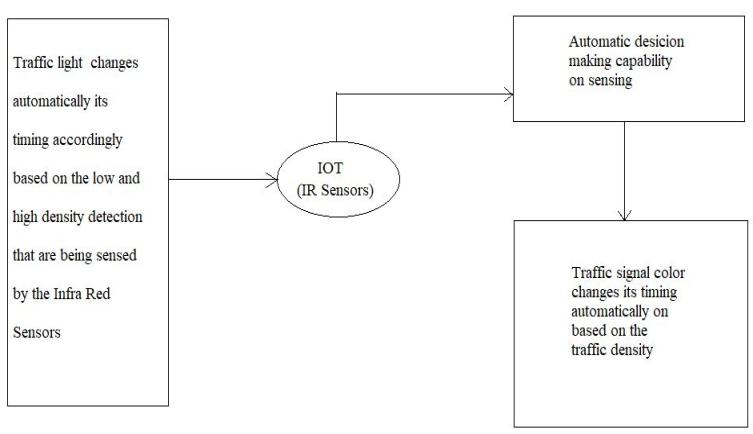 Traffic light changes
automatically its
timing accordingly
based on the low and
high density detection
that are being sensed
by the Infra Red
Sensors
IOT
(IR Sensors)
Automatic desicion
making capability
on sensing
Traffic signal color
changes its timing
automatically on
based on the
traffic density